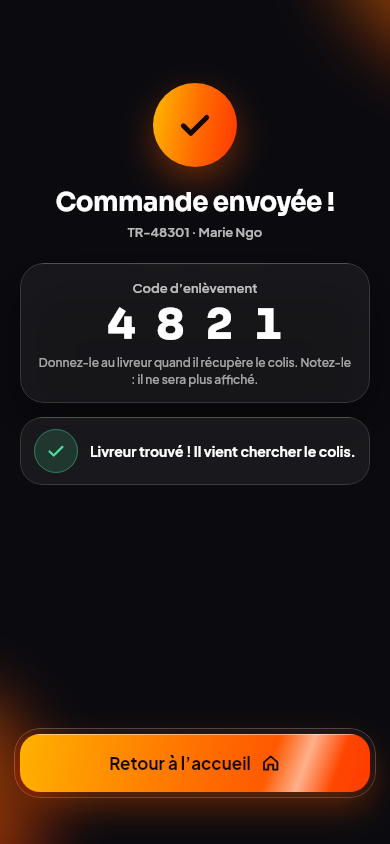 Commande envoyée !
TR-48301 · Marie Ngo
Code d’enlèvement
4 8 2 1
Donnez-le au livreur quand il récupère le colis. Notez-le
: il ne sera plus affiché.
Livreur trouvé ! Il vient chercher le colis.
Retour à l’accueil